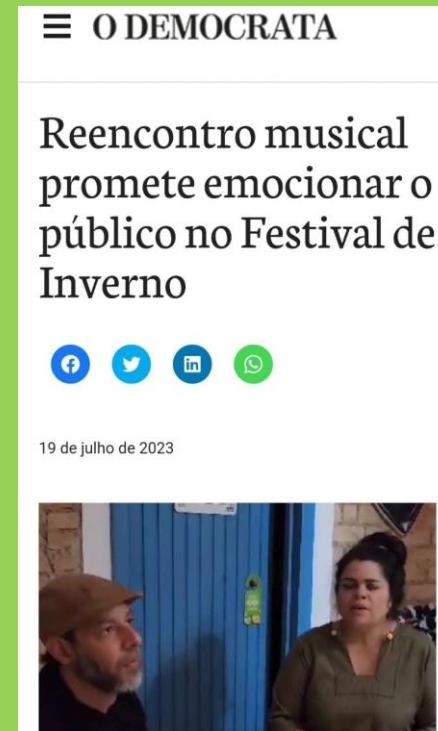 O DEMOCRATA
Reencontro musical
promete emocionar o
público no Festival de
Inverno
19 de julho de 2023